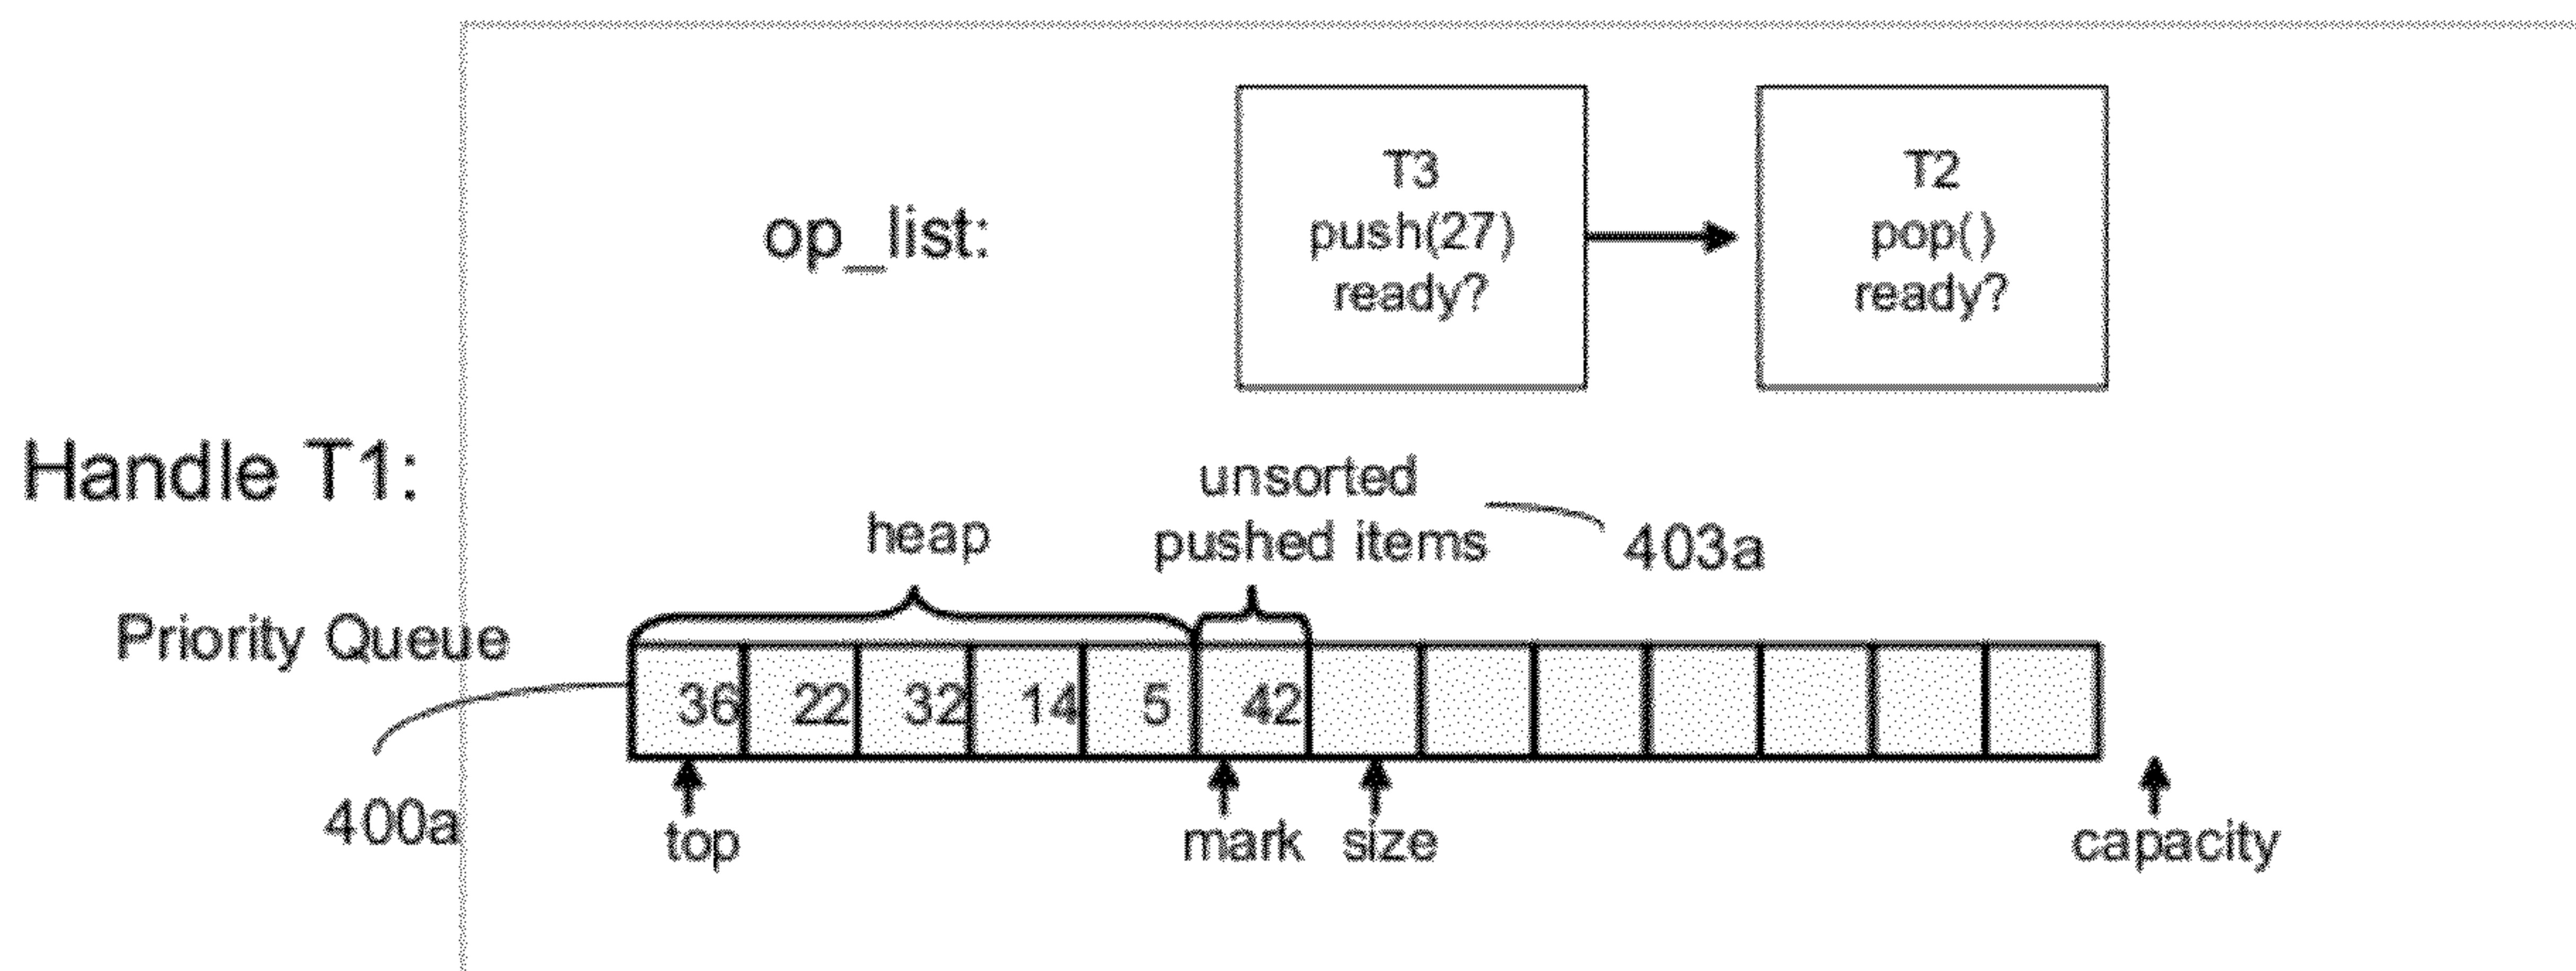 T3
push(27)
ready?
T2
pop()
ready?
op_list:
Handle T1:
unsorted
pushed items
heap
403a
Priority Queue
36 22 32 14 5 42
400a
top
mark
size
capacity